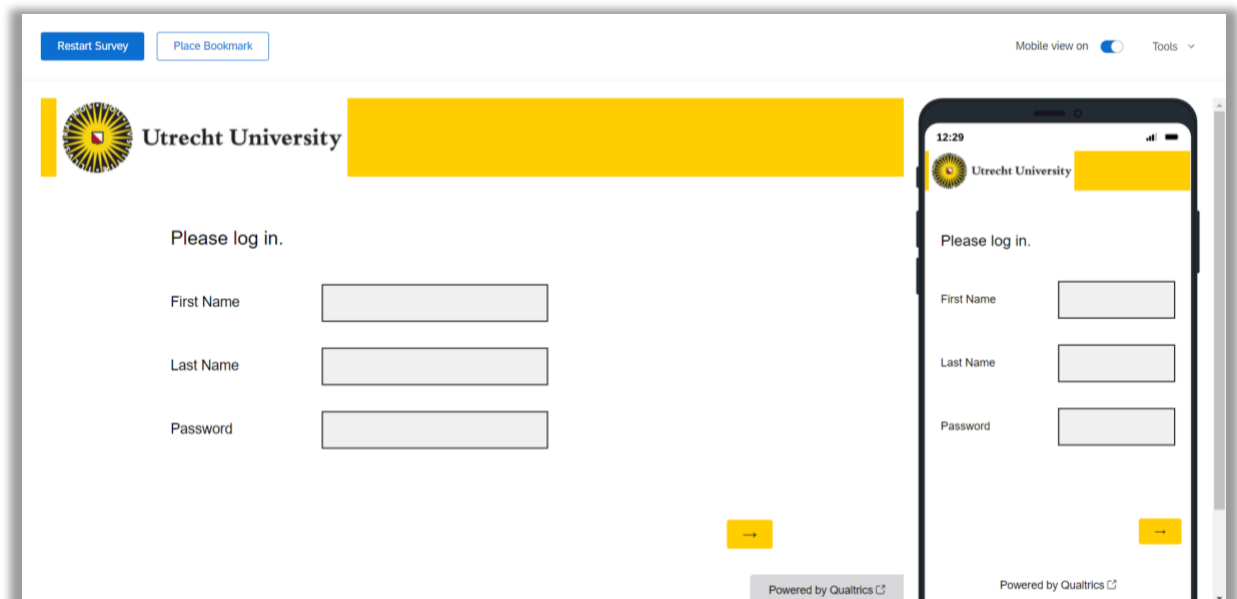 Restart Survey
Place Bookmark
Mobile view on
Tools
Utrecht University
Please log in.
First Name
Last Name
Password
→
Powered by Qualtrics
12:29
Utrecht University
Please log in.
First Name
Last Name
Password
→
Powered by Qualtrics